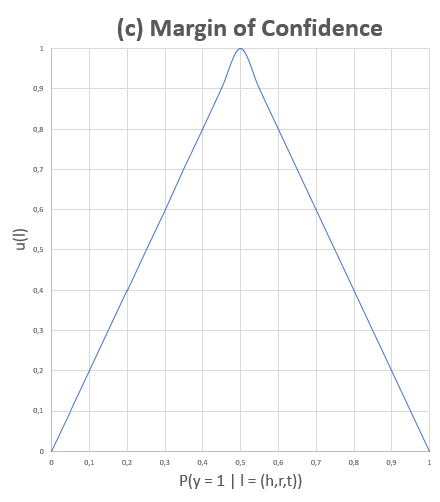 (c) Margin of Confidence
1
0,9
0,8
0,7
0,6
0,5
0,4
0,3
0,2
0,1
0
u(l)
0 0,1 0,2 0,3 0,4 0,5 0,6 0,7 0,8 0,9 1
P(y = 1 | l = (h,r,t))